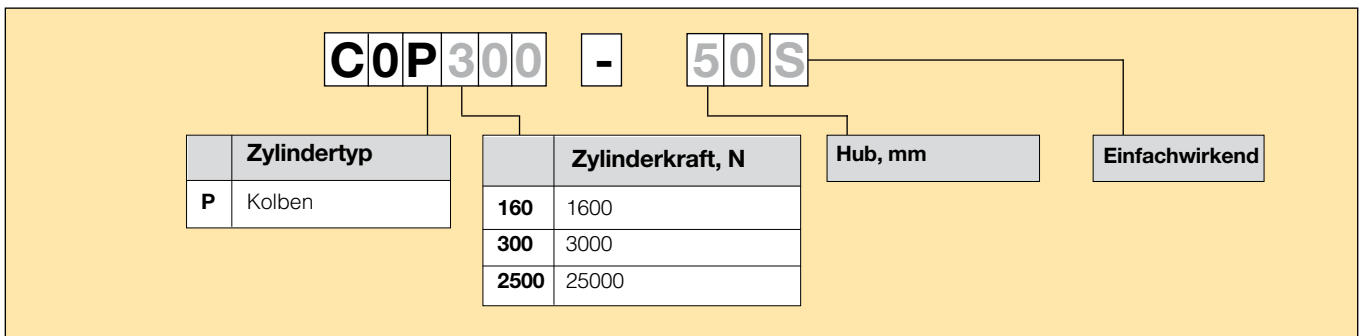 C0P300 - 50S
Zylindertyp
P Kolben
Zylinderkraft, N
160 1600
300 3000
2500 25000
Hub, mm
Einfachwirkend